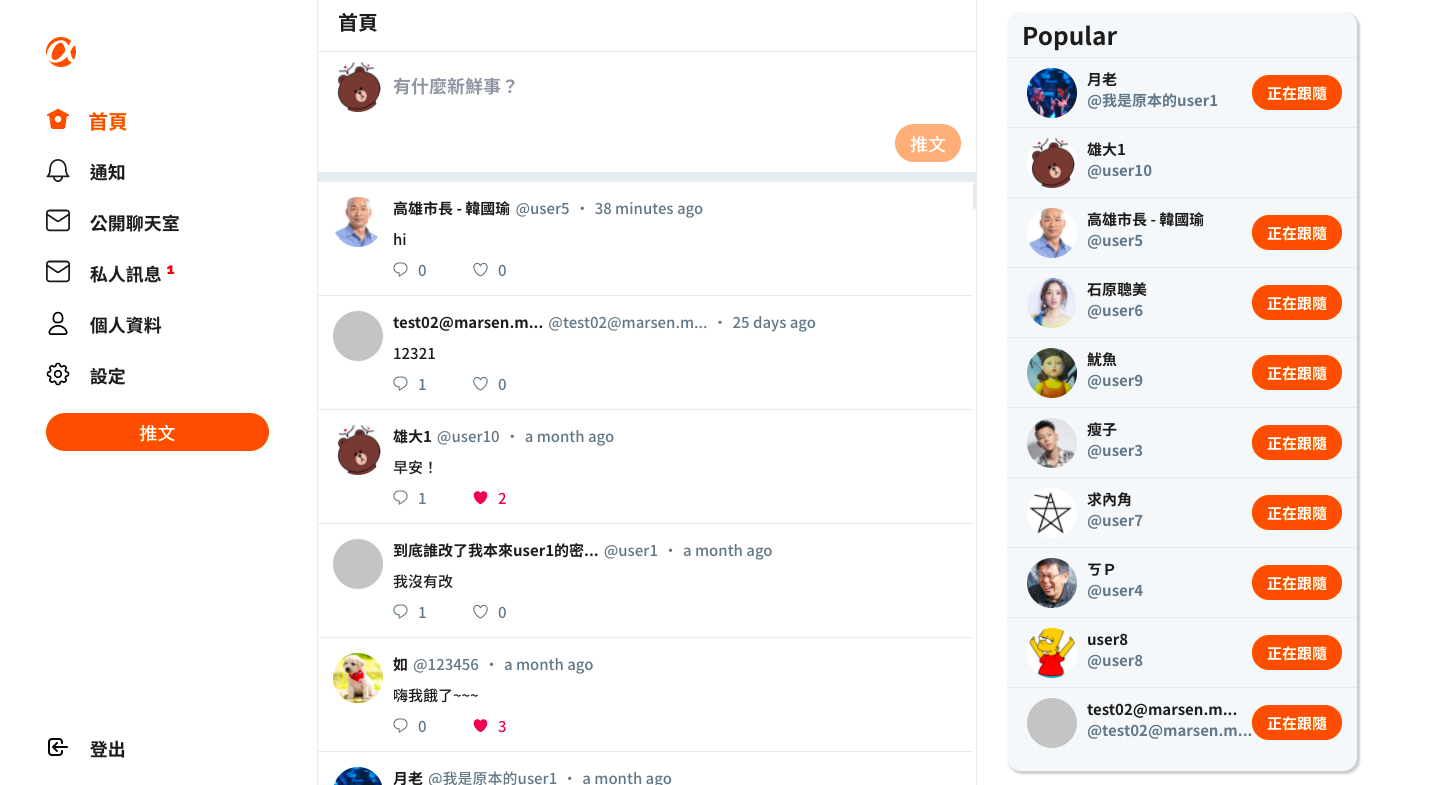 首頁
通知
公開聊天室
私人訊息 1
個人資料
設定
推文
登出
首頁
有什麼新鮮事？
推文
高雄市長 - 韓國瑜 @user5 ・ 38 minutes ago
hi
0 0
test02@marsen.m... @test02@marsen.m... ・ 25 days ago
12321
1 0
雄大1 @user10 ・ a month ago
早安！
1 2
到底誰改了我本來user1的密... @user1 ・ a month ago
我沒有改
1 0
如 @123456 ・ a month ago
嗨我餓了~~~
0 3
月老 @我是原本的user1 ・ a month ago
Popular
月老
@我是原本的user1
正在跟隨
雄大1
@user10
高雄市長 - 韓國瑜
@user5
正在跟隨
石原聰美
@user6
正在跟隨
魷魚
@user9
正在跟隨
瘦子
@user3
正在跟隨
求內角
@user7
正在跟隨
ㄎP
@user4
正在跟隨
user8
@user8
正在跟隨
test02@marsen.m...
@test02@marsen.m...
正在跟隨